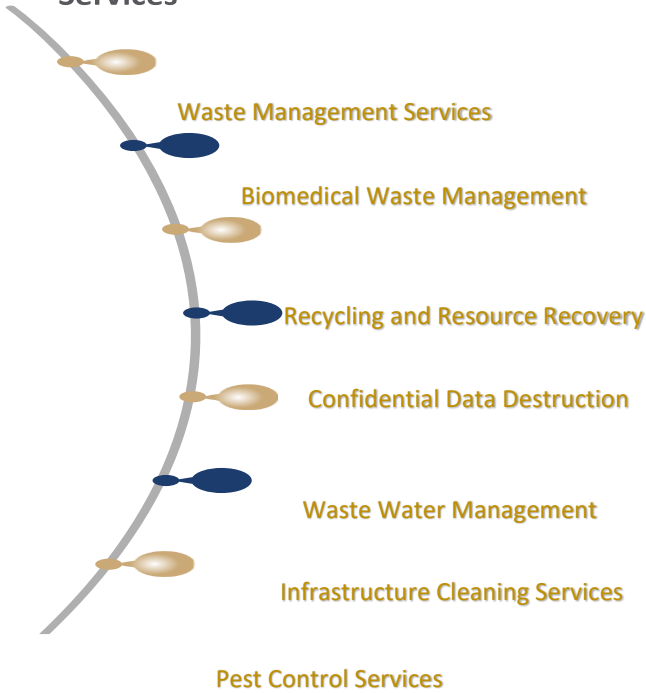 Services
Waste Management Services
Biomedical Waste Management
Recycling and Resource Recovery
Confidential Data Destruction
Waste Water Management
Infrastructure Cleaning Services
Pest Control Services